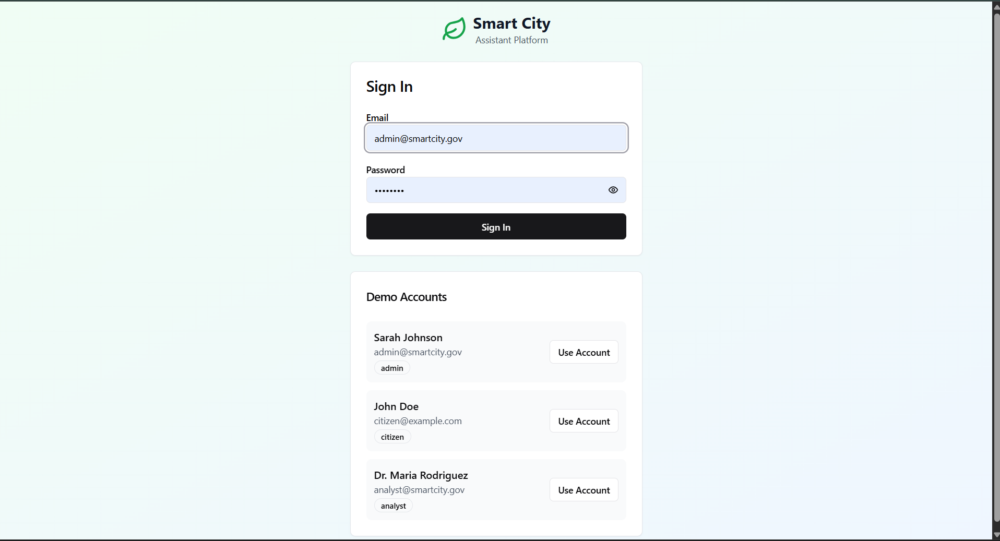 Smart City
Assistant Platform
Sign In
Email
admin@smartcity.gov
Password
••••••••
Sign In
Demo Accounts
Sarah Johnson
admin@smartcity.gov
admin
Use Account
John Doe
citizen@example.com
citizen
Use Account
Dr. Maria Rodriguez
analyst@smartcity.gov
analyst
Use Account